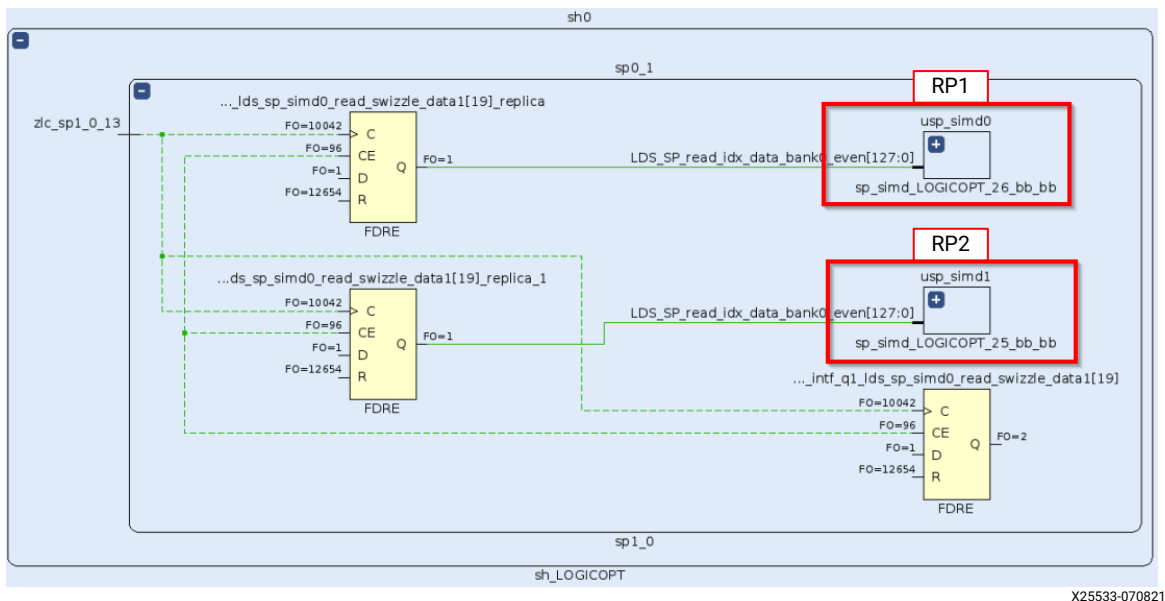 sh0
sp0_1
RP1
..._lds_sp_simd0_read_swizzle_data1[19]_replica
usp_simd0
zlc_sp1_0_13
FO=10042
C
FO=96
CE
FO=1
D
Q
FO=1
FO=12654
R
FDRE
LDS_SP_read_idx_data_bank0_even[127:0]
sp_simd_LOGICOPT_26_bb_bb
RP2
...ds_sp_simd0_read_swizzle_data1[19]_replica_1
usp_simd1
FO=10042
C
FO=96
CE
FO=1
D
Q
FO=1
FO=12654
R
FDRE
LDS_SP_read_idx_data_bank0_even[127:0]
sp_simd_LOGICOPT_25_bb_bb
..._intf_q1_lds_sp_simd0_read_swizzle_data1[19]
FO=10042
C
FO=96
CE
FO=1
D
Q
FO=2
FO=12654
R
FDRE
sp1_0
sh_LOGICOPT
X25533-070821